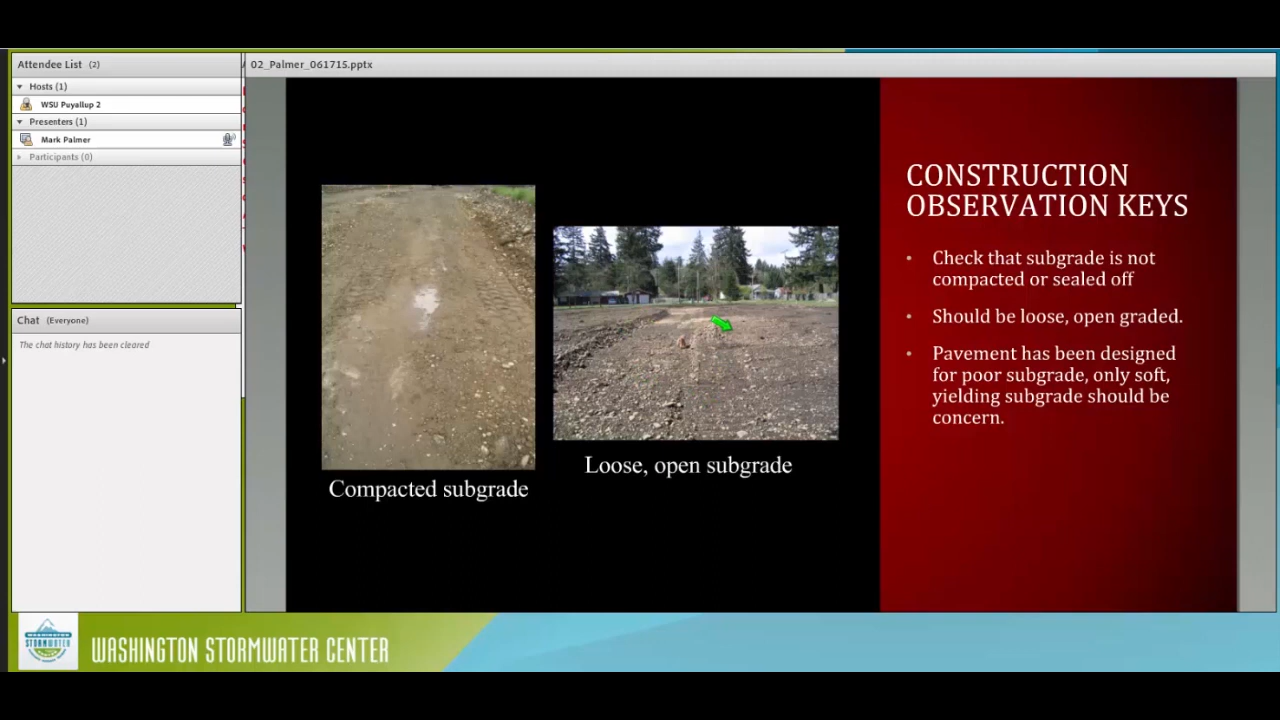 Attendee List (2)
Hosts (1)
WSU Puyallup 2
Presenters (1)
Mark Palmer
Participants (0)
Chat (Everyone)
The chat history has been cleared
02_Palmer_061715.pptx
Compacted subgrade
Loose, open subgrade
CONSTRUCTION
OBSERVATION KEYS
• Check that subgrade is not
compacted or sealed off
• Should be loose, open graded.
• Pavement has been designed
for poor subgrade, only soft,
yielding subgrade should be
concern.
WASHINGTON
STORMWATER
WASHINGTON STORMWATER CENTER